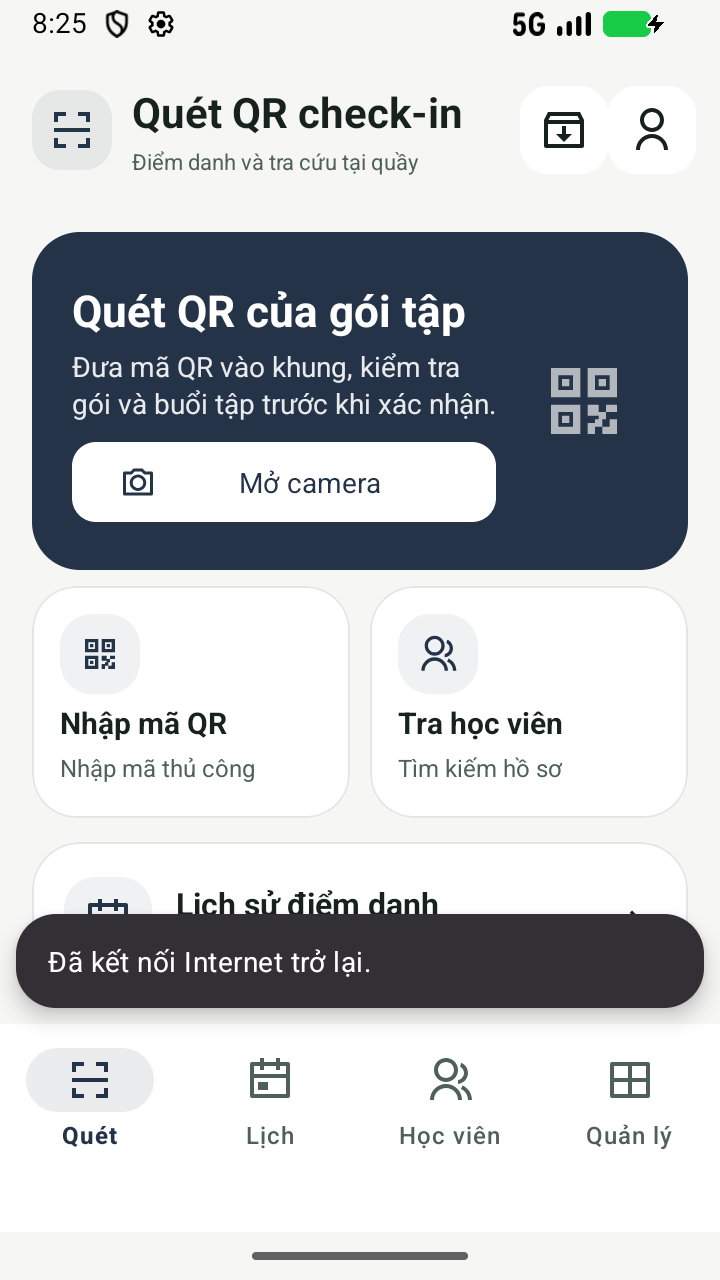 8:25
5G
Quét QR check-in
Điểm danh và tra cứu tại quầy
Quét QR của gói tập
Đưa mã QR vào khung, kiểm tra
gói và buổi tập trước khi xác nhận.
Mở camera
Nhập mã QR
Nhập mã thủ công
Tra học viên
Tìm kiếm hồ sơ
Lịch sử điểm danh
Đã kết nối Internet trở lại.
Quét
Lịch
Học viên
Quản lý